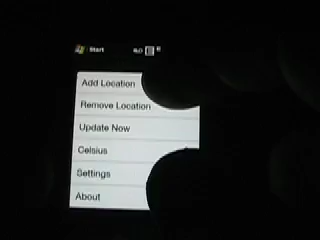 Start
Add Location
Remove Location
Update Now
Celsius
Settings
About